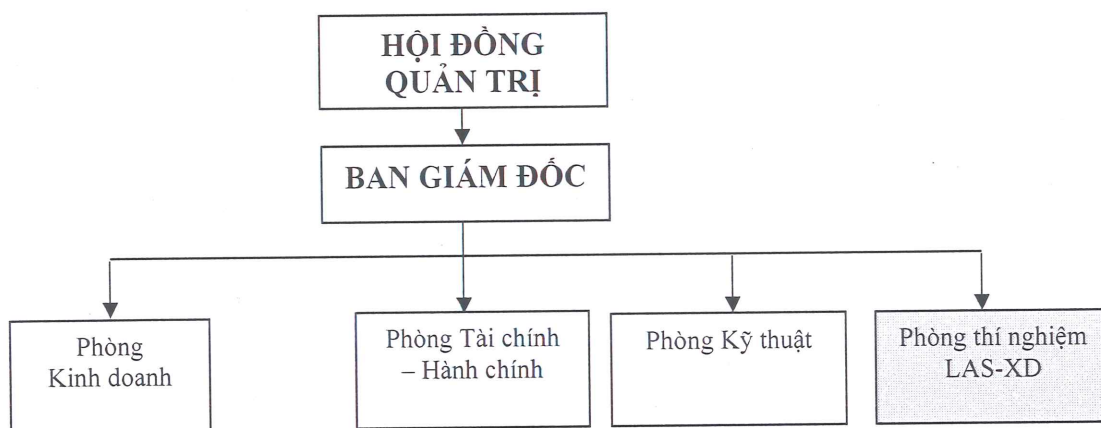 HỘI ĐỒNG
QUẢN TRỊ
BAN GIÁM ĐỐC
Phòng
Kinh doanh
Phòng Tài chính
– Hành chính
Phòng Kỹ thuật
Phòng thí nghiệm
LAS-XD